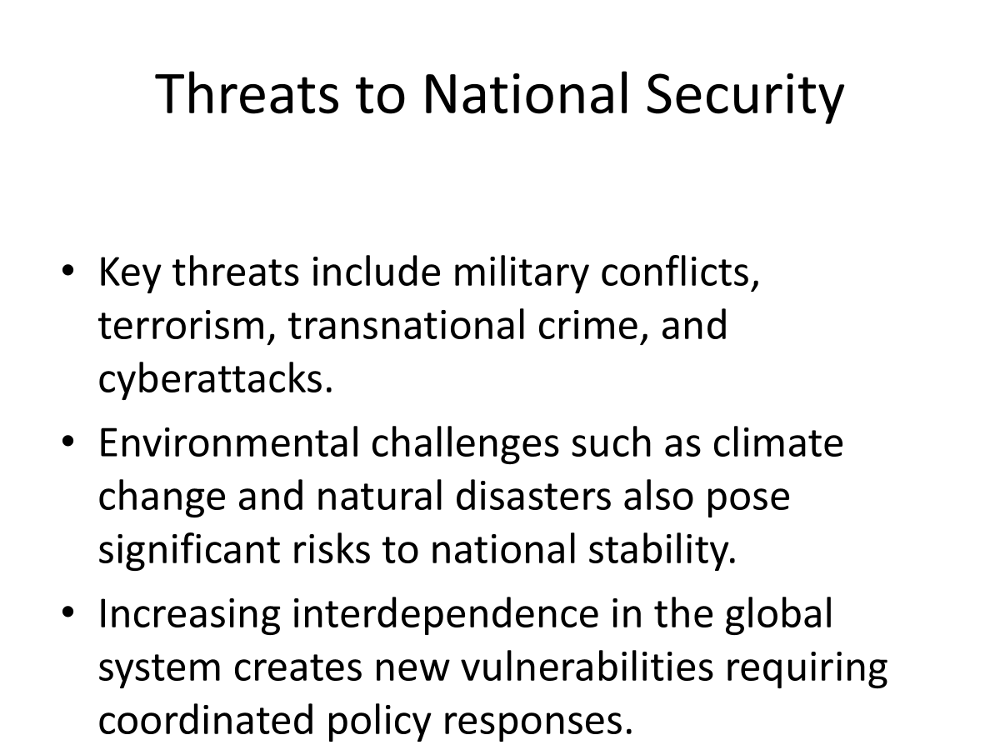 Threats to National Security
• Key threats include military conflicts,
terrorism, transnational crime, and
cyberattacks.
• Environmental challenges such as climate
change and natural disasters also pose
significant risks to national stability.
• Increasing interdependence in the global
system creates new vulnerabilities requiring
coordinated policy responses.